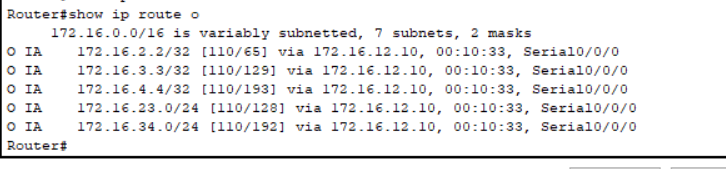 Router#show ip route o
172.16.0.0/16 is variably subnetted, 7 subnets, 2 masks
O IA 172.16.2.2/32 [110/65] via 172.16.12.10, 00:10:33, Serial0/0/0
O IA 172.16.3.3/32 [110/129] via 172.16.12.10, 00:10:33, Serial0/0/0
O IA 172.16.4.4/32 [110/193] via 172.16.12.10, 00:10:33, Serial0/0/0
O IA 172.16.23.0/24 [110/128] via 172.16.12.10, 00:10:33, Serial0/0/0
O IA 172.16.34.0/24 [110/192] via 172.16.12.10, 00:10:33, Serial0/0/0
Router#